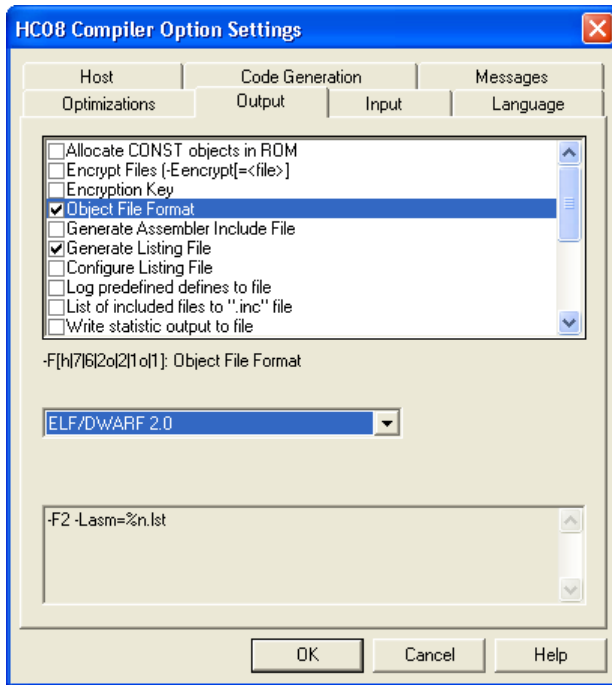 HC08 Compiler Option Settings
Host
Code Generation
Messages
Optimizations
Output
Input
Language
Allocate CONST objects in ROM
Encrypt Files (-Eencrypt[=<file>]
Encryption Key
Object File Format
Generate Assembler Include File
Generate Listing File
Configure Listing File
Log predefined defines to file
List of included files to ".inc" file
Write statistic output to file
-F[h|7|6|2o|2|1o|1]: Object File Format
ELF/DWARF 2.0
-F2 -Lasm=%n.lst
OK
Cancel
Help